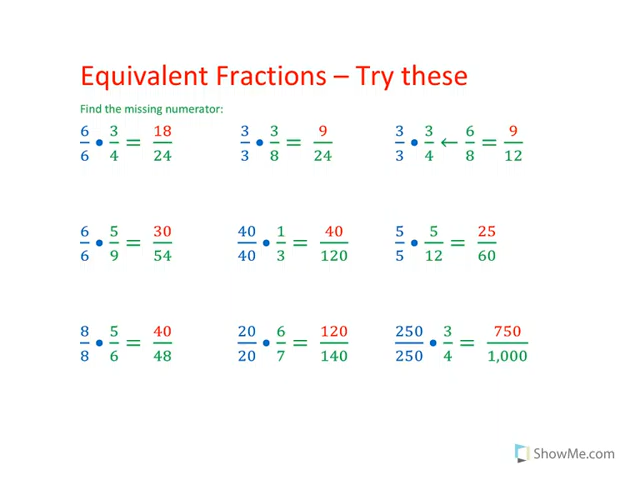 Equivalent Fractions – Try these
Find the missing numerator:
6/6 • 3/4 = 18/24 3/3 • 3/8 = 9/24 3/3 • 3/4 ← 6/8 = 9/12
6/6 • 5/9 = 30/54 40/40 • 1/3 = 40/120 5/5 • 5/12 = 25/60
8/8 • 5/6 = 40/48 20/20 • 6/7 = 120/140 250/250 • 3/4 = 750/1,000
ShowMe.com